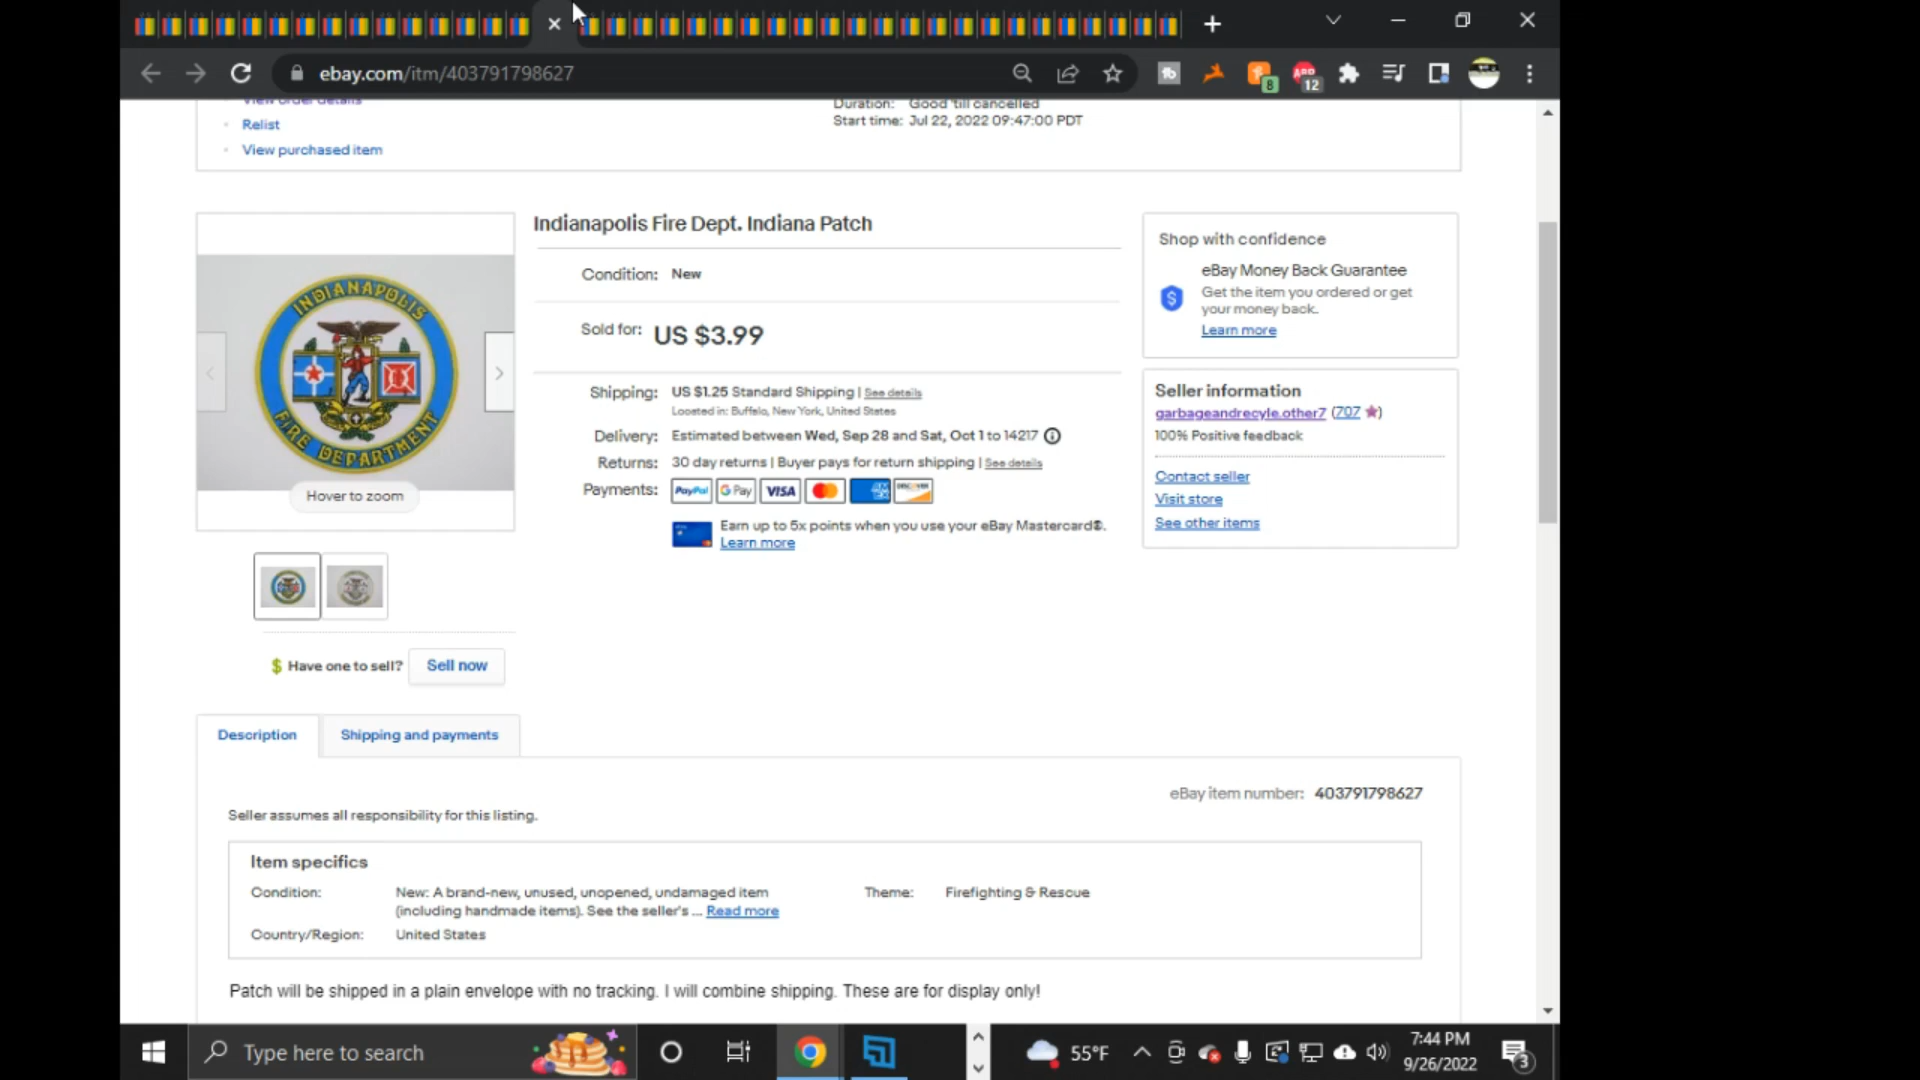 ebay.com/itm/403791798627
8
12
View order details
Relist
View purchased item
Duration: Good 'till cancelled
Start time: Jul 22, 2022 09:47:00 PDT
Indianapolis Fire Dept. Indiana Patch
Condition: New
Sold for: US $3.99
Shipping: US $1.25 Standard Shipping | See details
Located in: Buffalo, New York, United States
Delivery: Estimated between Wed, Sep 28 and Sat, Oct 1 to 14217
Returns: 30 day returns | Buyer pays for return shipping | See details
Payments: PayPal G Pay VISA DISCOVER
Earn up to 5x points when you use your eBay Mastercard®.
Learn more
Shop with confidence
eBay Money Back Guarantee
Get the item you ordered or get
your money back.
Learn more
Seller information
garbageandrecyle.other7 (707)
100% Positive feedback
Contact seller
Visit store
See other items
INDIANAPOLIS
FIRE DEPARTMENT
Hover to zoom
$ Have one to sell? Sell now
Description
Shipping and payments
eBay item number: 403791798627
Seller assumes all responsibility for this listing.
Item specifics
Condition: New: A brand-new, unused, unopened, undamaged item
(including handmade items). See the seller's ... Read more
Theme: Firefighting & Rescue
Country/Region: United States
Patch will be shipped in a plain envelope with no tracking. I will combine shipping. These are for display only!
Type here to search
55°F
7:44 PM
9/26/2022
3